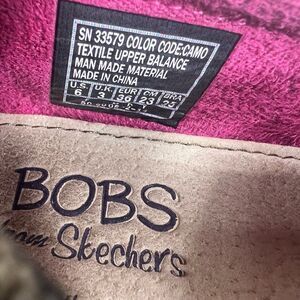 SN 33579 COLOR CODE:CAMO
TEXTILE UPPER BALANCE
MAN MADE MATERIAL
MADE IN CHINA
U.S. U.K. EUR CM BRA
6 3 36 23
BOBS
from Skechers